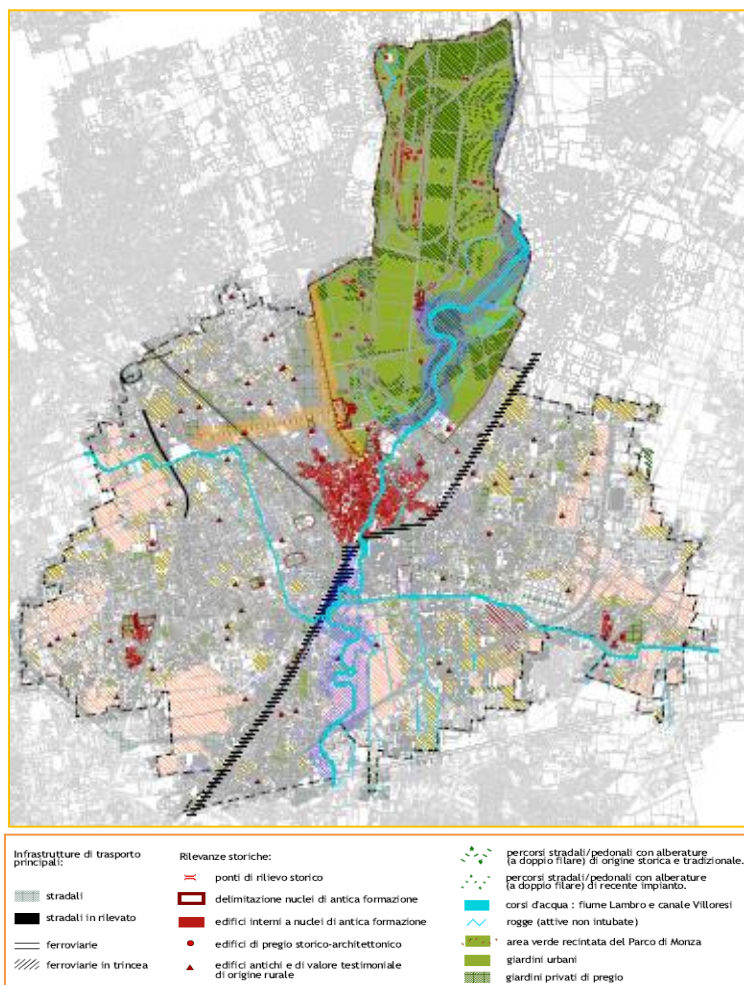 Infrastrutture di trasporto
principali:
stradali
stradali in rilevato
ferroviarie
ferroviarie in trincea
Rilevanze storiche:
ponti di rilievo storico
delimitazione nuclei di antica formazione
edifici interni a nuclei di antica formazione
edifici di pregio storico-architettonico
edifici antichi e di valore testimoniale
di origine rurale
percorsi stradali/pedonali con alberature
(a doppio filare) di origine storica e tradizionale.
percorsi stradali/pedonali con alberature
(a doppio filare) di recente impianto.
corsi d'acqua : fiume Lambro e canale Villoresi
rogge (attive non intubate)
area verde recintata del Parco di Monza
giardini urbani
giardini privati di pregio